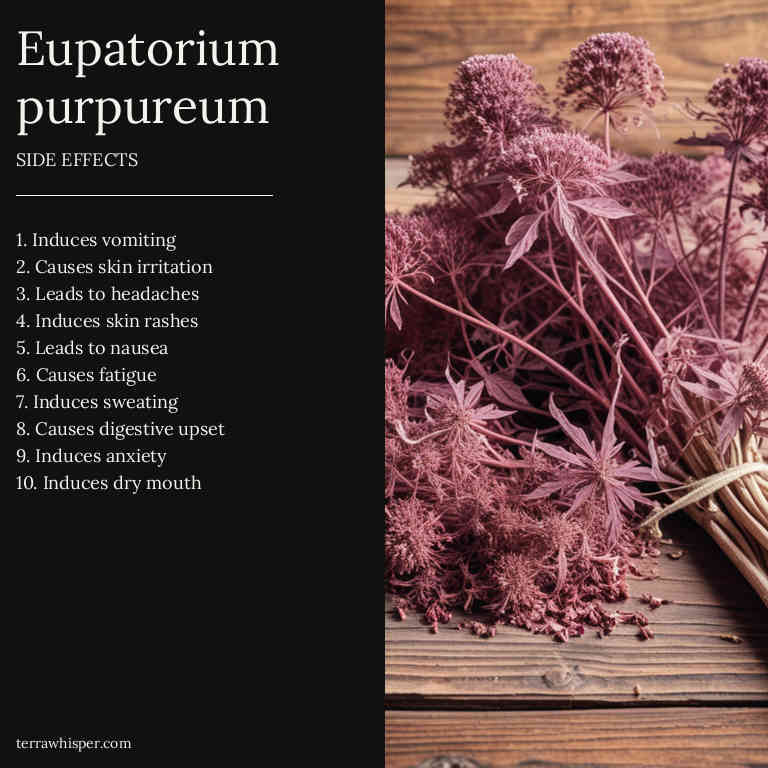 Eupatorium
purpureum
SIDE EFFECTS
1. Induces vomiting
2. Causes skin irritation
3. Leads to headaches
4. Induces skin rashes
5. Leads to nausea
6. Causes fatigue
7. Induces sweating
8. Causes digestive upset
9. Induces anxiety
10. Induces dry mouth
terrawhisper.com